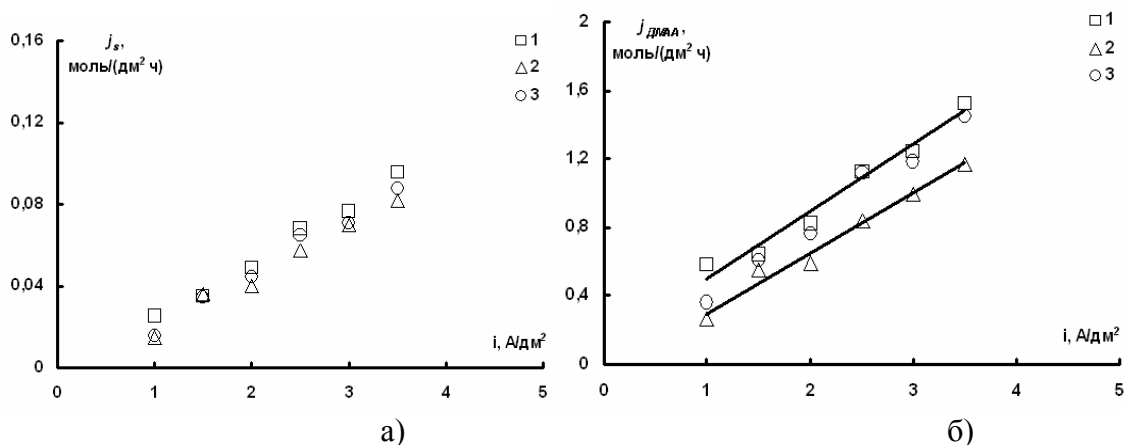 jₛ,
моль/(дм² ч)
0,16
0,12
0,08
0,04
0
0 1 2 3 4 5
i, А/дм²
1
2
3
а)
j ДМАА,
моль/(дм² ч)
2
1,6
1,2
0,8
0,4
0
0 1 2 3 4 5
i, А/дм²
1
2
3
б)